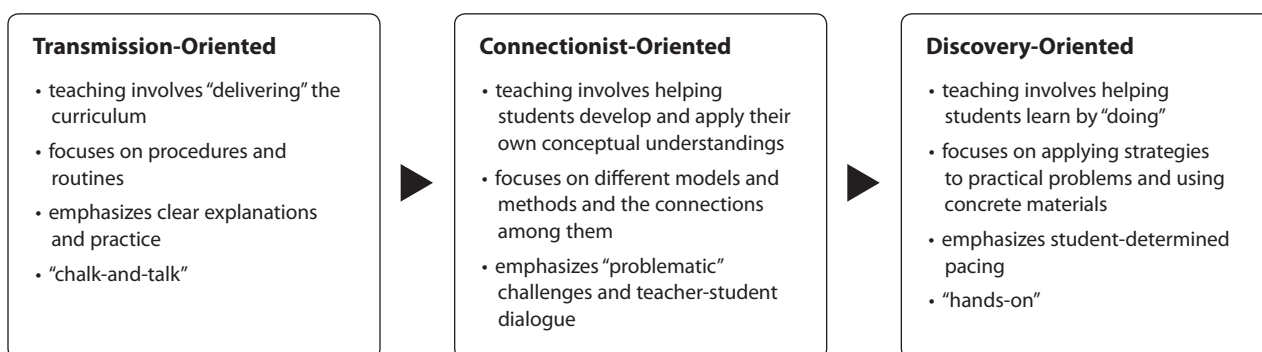 Transmission-Oriented
• teaching involves “delivering” the
curriculum
• focuses on procedures and
routines
• emphasizes clear explanations
and practice
• “chalk-and-talk”
Connectionist-Oriented
• teaching involves helping
students develop and apply their
own conceptual understandings
• focuses on different models and
methods and the connections
among them
• emphasizes “problematic”
challenges and teacher-student
dialogue
Discovery-Oriented
• teaching involves helping
students learn by “doing”
• focuses on applying strategies
to practical problems and using
concrete materials
• emphasizes student-determined
pacing
• “hands-on”